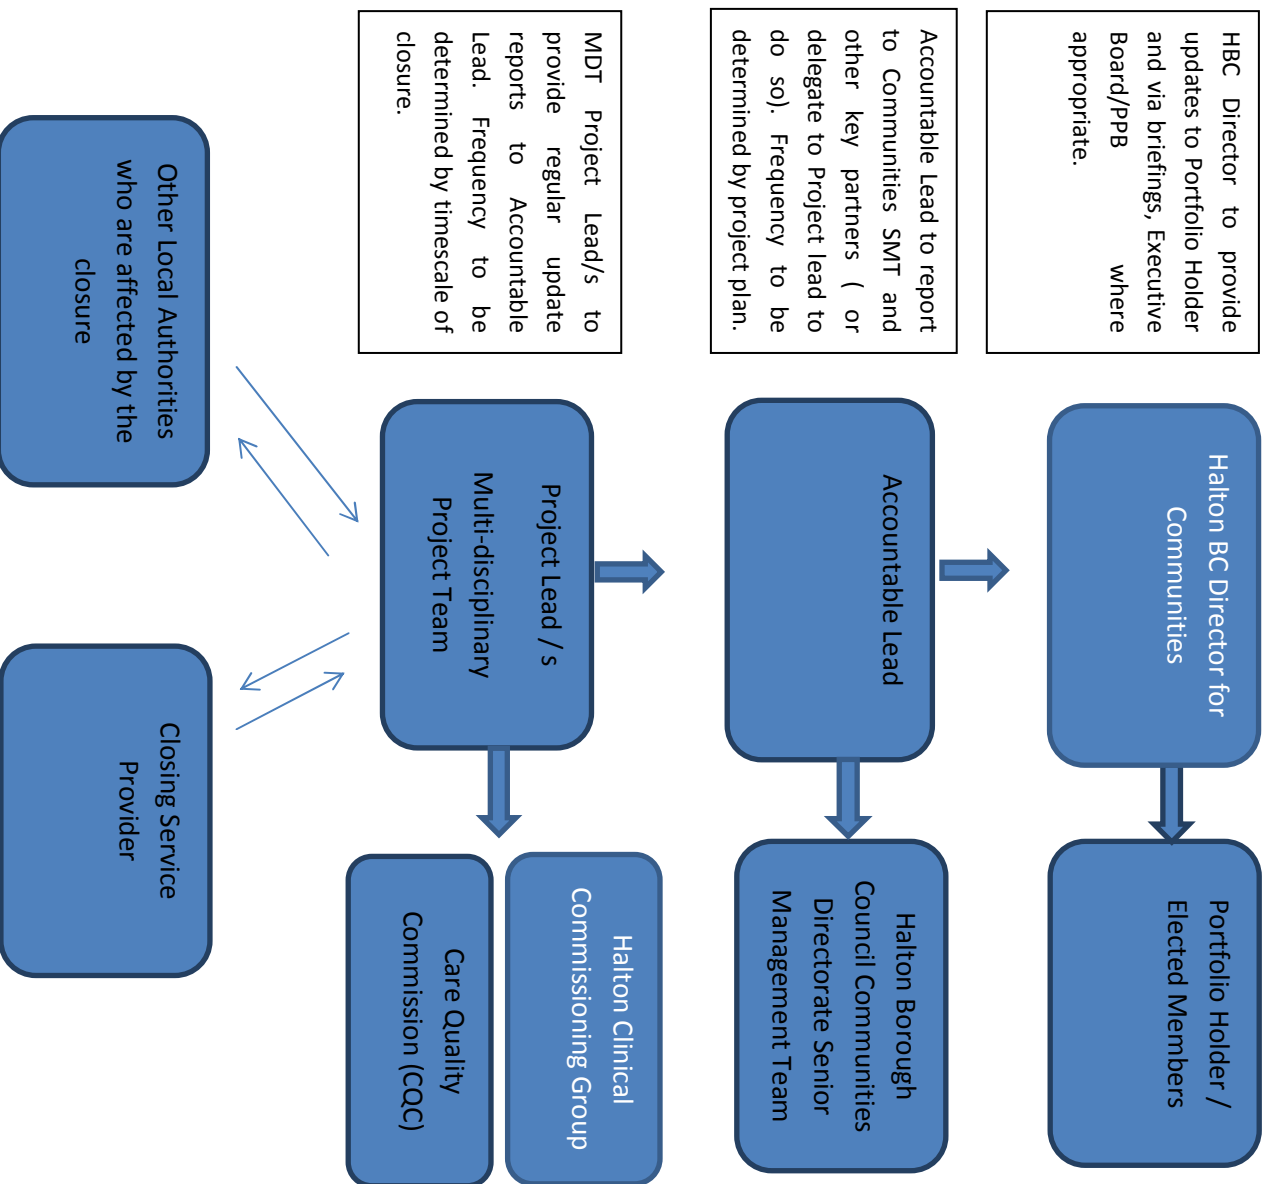 HBC Director to provide
updates to Portfolio Holder
and via briefings, Executive
Board/PPB where
appropriate.
Halton BC Director for
Communities
Portfolio Holder /
Elected Members
Accountable Lead to report
to Communities SMT and
other key partners ( or
delegate to Project lead to
do so). Frequency to be
determined by project plan.
Accountable Lead
Halton Borough
Council Communities
Directorate Senior
Management Team
MDT Project Lead/s to
provide regular update
reports to Accountable
Lead. Frequency to be
determined by timescale of
closure.
Project Lead / s
Multi-disciplinary
Project Team
Halton Clinical
Commissioning Group
Care Quality
Commission (CQC)
Other Local Authorities
who are affected by the
closure
Closing Service
Provider